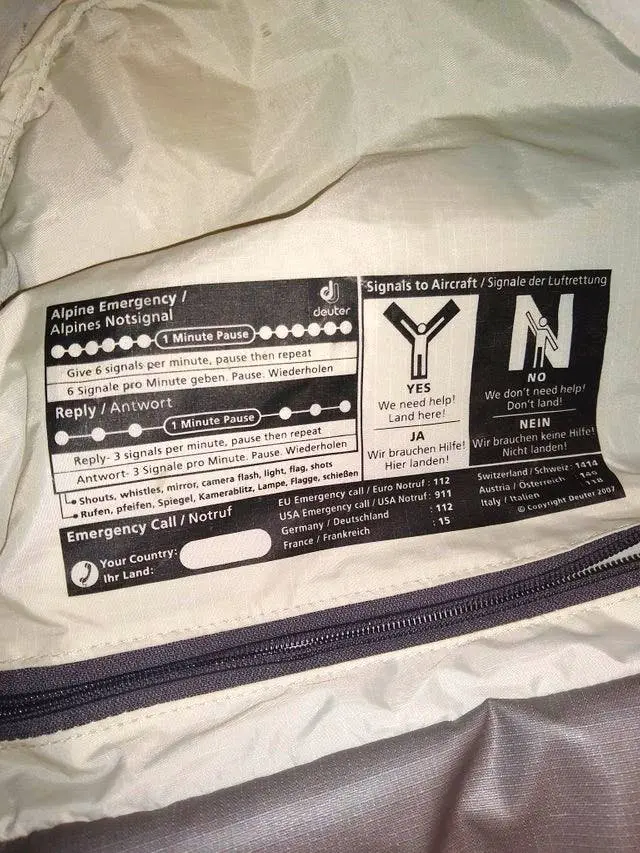 Alpine Emergency /
Alpines Notsignal
deuter
1 Minute Pause
Give 6 signals per minute, pause then repeat
6 Signale pro Minute geben. Pause. Wiederholen
Reply / Antwort
1 Minute Pause
Reply- 3 signals per minute, pause then repeat
Antwort- 3 Signale pro Minute. Pause. Wiederholen
Shouts, whistles, mirror, camera flash, light, flag, shots
Rufen, pfeifen, Spiegel, Kamerablitz, Lampe, Flagge, schießen
Signals to Aircraft / Signale der Luftrettung
Y
YES
We need help!
Land here!
JA
Wir brauchen Hilfe!
Hier landen!
N
NO
We don't need help!
Don't land!
NEIN
Wir brauchen keine Hilfe!
Nicht landen!
Emergency Call / Notruf
Your Country:
Ihr Land:
EU Emergency call / Euro Notruf : 112
USA Emergency call / USA Notruf : 911
Germany / Deutschland : 112
France / Frankreich : 15
Switzerland / Schweiz : 1414
Austria / Österreich :
Italy / Italien : 118
© Copyright Deuter 2007